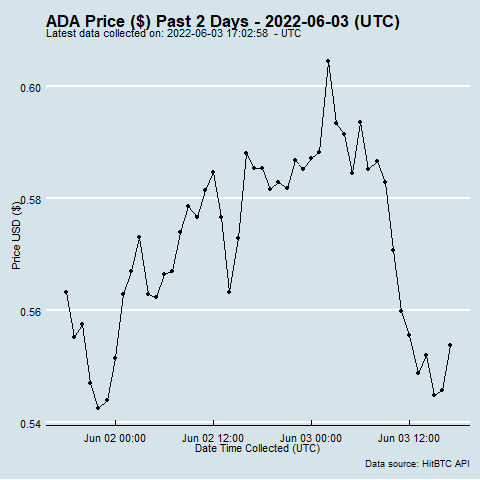 ADA Price ($) Past 2 Days - 2022-06-03 (UTC)
Latest data collected on: 2022-06-03 17:02:58 - UTC
0.60
0.58
0.56
0.54
Price USD ($)
Jun 02 00:00 Jun 02 12:00 Jun 03 00:00 Jun 03 12:00
Date Time Collected (UTC)
Data source: HitBTC API